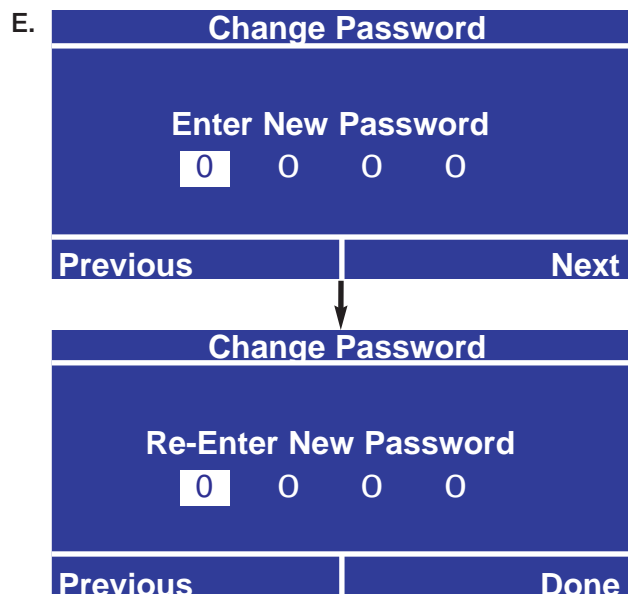 E.
Change Password
Enter New Password
0 0 0 0
Previous Next
Change Password
Re-Enter New Password
0 0 0 0
Previous Done